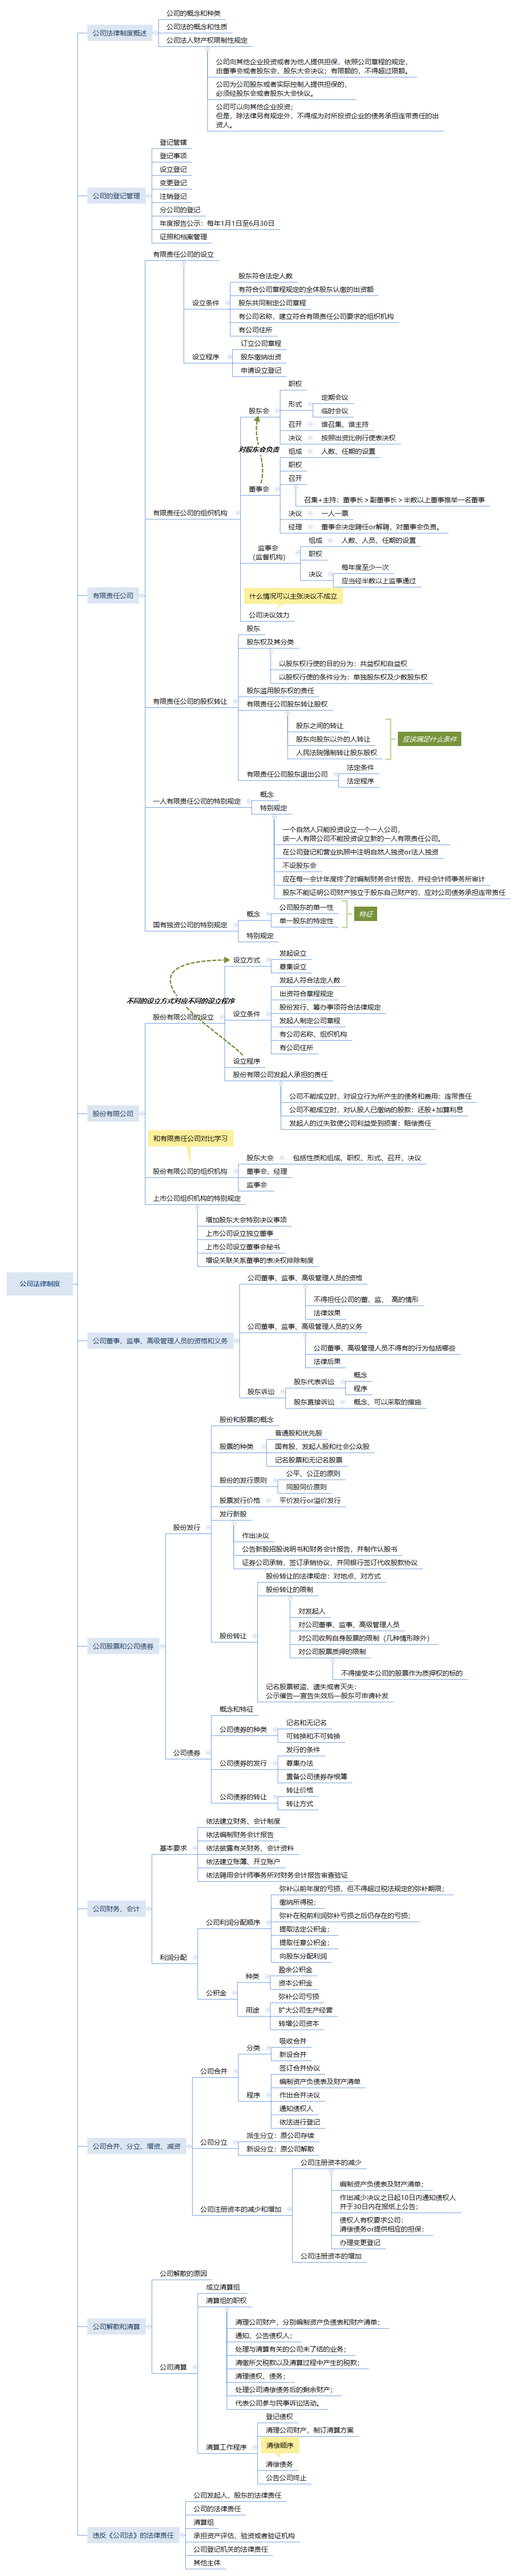 公司的概念和种类
公司法律制度概述
公司法的概念和性质
公司法人财产权限制性规定
公司向其他企业投资或者为他人提供担保，依照公司章程的规定，
由董事会或者股东会，股东大会决议；有限额的，不得超过限额。
公司为公司股东或者实际控制人提供担保的，
必须经股东会或者股东大会快议。
公司可以向其他企业投资；
但是，除法律另有规定外，不得成为对所投资企业的债务承担连带责任的出
资人。
登记管辖
登记事项
设立登记
变更登记
公司的登记管理
注销登记
分公司的登记
年度报告公示：每年1月1日至6月30日
证照和档案管理
有限责任公司的设立
股东符合法定人数
有符合公司章程规定的全体股东认缴的出资额
设立条件
股东共同制定公司章程
有公司名称，建立符合有限责任公司要求的组织机构
有公司住所
订立公司章程
设立程序
股东缴纳出资
申请设立登记
职权
形式
定期会议
临时会议
股东会
召开
谁召集、谁主持
决议
按照出资比例行使表决权
对股东会负责
组成
人数、任期的设置
职权
召开
董事会
召集+主持：董事长＞副董事长＞半数以上董事推举一名董事
有限责任公司的组织机构
决议
一人一票
经理
董事会决定聘任or解聘，对董事会负责。
监事会
（监督机构）
组成
人数、人员、任期的设置
职权
决议
每年度至少一次
应当经半数以上监事通过
什么情况可以主张决议不成立
公司决议效力
有限责任公司
股东
股东权及其分类
以股东权行使的目的分为：共益权和自益权
以股权行使的条件分为：单独股东权及少数股东权
有限责任公司的股权转让
股东滥用股东权的责任
有限责任公司股东转让股权
股东之间的转让
股东向股东以外的人转让
应该满足什么条件
人民法院强制转让股东股权
有限责任公司股东退出公司
法定条件
法定程序
一人有限责任公司的特别规定
概念
特别规定
一个自然人只能投资设立一个一人公司，
该一人有限公司不能投资设立新的一人有限责任公司。
在公司登记和营业执照中注明自然人独资or法人独资
不设股东会
应在每一会计年度终了时编制财务会计报告，并经会计师事务所审计
股东不能证明公司财产独立于股东自己财产的，应对公司债务承担连带责任
国有独资公司的特别规定
概念
公司股东的单一性
单一股东的特定性
特征
特别规定
设立方式
发起设立
募集设立
不同的设立方式对应不同的设立程序
股份有限公司的设立
发起人符合法定人数
出资符合章程规定
股份发行、筹办事项符合法律规定
设立条件
发起人制定公司章程
有公司名称、组织机构
有公司住所
设立程序
股份有限公司发起人承担的责任
公司不能成立时，对设立行为所产生的债务和费用：连带责任
公司不能成立时，对认股人已缴纳的股款：还股+加算利息
发起人的过失致使公司利益受到损害：赔偿责任
股份有限公司
和有限责任公司对比学习
股份有限公司的组织机构
股东大会
包括性质和组成、职权、形式、召开、决议
董事会、经理
监事会
上市公司组织机构的特别规定
增加股东大会特别决议事项
上市公司设立独立董事
上市公司设立董事会秘书
增设关联关系董事的表决权排除制度
公司法律制度
公司董事、监事、高级管理人员的资格
不得担任公司的董、监、高的情形
法律效果
公司董事、监事、高级管理人员的资格和义务
公司董事、监事、高级管理人员的义务
公司董事、高级管理人员不得有的行为包括哪些
法律后果
股东诉讼
股东代表诉讼
概念
程序
股东直接诉讼
概念，可以采取的措施
股份和股票的概念
股票的种类
普通股和优先股
国有股、发起人股和社会公众股
记名股票和无记名股票
股份的发行原则
公平、公正的原则
同股同价原则
股票发行价格
平价发行or溢价发行
股份发行
发行新股
作出决议
公告新股招股说明书和财务会计报告，并制作认股书
证券公司承销，签订承销协议，并同银行签订代收股款协议
股份转让
股份转让的法律规定：对地点、对方式
股份转让的限制
对发起人
对公司董事，监事，高级管理人员
对公司收购自身股票的限制（几种情形除外）
对公司股票质押的限制
不得接受本公司的股票作为质押权的标的
公司股票和公司债券
记名股票被盗、遗失或者灭失：
公示催告—宣告失效后—股东可申请补发
概念和特征
公司债券
公司债券的种类
记名和无记名
可转换和不可转换
公司债券的发行
发行的条件
募集办法
置备公司债券存根簿
公司债券的转让
转让价格
转让方式
基本要求
依法建立财务、会计制度
依法编制财务会计报告
依法披露有关财务，会计资料
依法建立账簿、开立账户
依法聘用会计师事务所对财务会计报告审查验证
公司财务、会计
利润分配
公司利润分配顺序
弥补以前年度的亏损，但不得超过税法规定的弥补期限；
缴纳所得税；
弥补在税前利润弥补亏损之后仍存在的亏损；
提取法定公积金；
提取任意公积金；
向股东分配利润
公积金
种类
盈余公积金
资本公积金
用途
弥补公司亏损
扩大公司生产经营
转增公司资本
公司合并
分类
吸收合并
新设合并
程序
签订合并协议
编制资产负债表及财产清单
作出合并决议
通知债权人
依法进行登记
公司合并、分立，增资、减资
公司分立
派生分立：原公司存续
新设分立：原公司解散
公司注册资本的减少和增加
公司注册资本的减少
编制资产负债表及财产清单；
作出减少决议之日起10日内通知债权人
并于30日内在报纸上公告；
债权人有权要求公司：
清偿债务or提供相应的担保；
办理变更登记
公司注册资本的增加
公司解散的原因
公司解散和清算
公司清算
成立清算组
清算组的职权
清理公司财产，分别编制资产负债表和财产清单；
通知、公告债权人；
处理与清算有关的公司未了结的业务；
清缴所欠税款以及清算过程中产生的税款；
清理债权、债务；
处理公司清偿债务后的剩余财产；
代表公司参与民事诉讼活动。
清算工作程序
登记债权
清理公司财产，制订清算方案
清偿顺序
清偿债务
公告公司终止
违反《公司法》的法律责任
公司发起人、股东的法律责任
公司的法律责任
清算组
承担资产评估，验资或者验证机构
公司登记机关的法律责任
其他主体